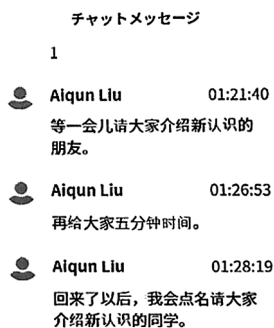 チャットメッセージ
1
Aiqun Liu 01:21:40
等一会儿请大家介绍新认识的
朋友。
Aiqun Liu 01:26:53
再给大家五分钟时间。
Aiqun Liu 01:28:19
回来了以后，我会点名请大家
介绍新认识的同学。